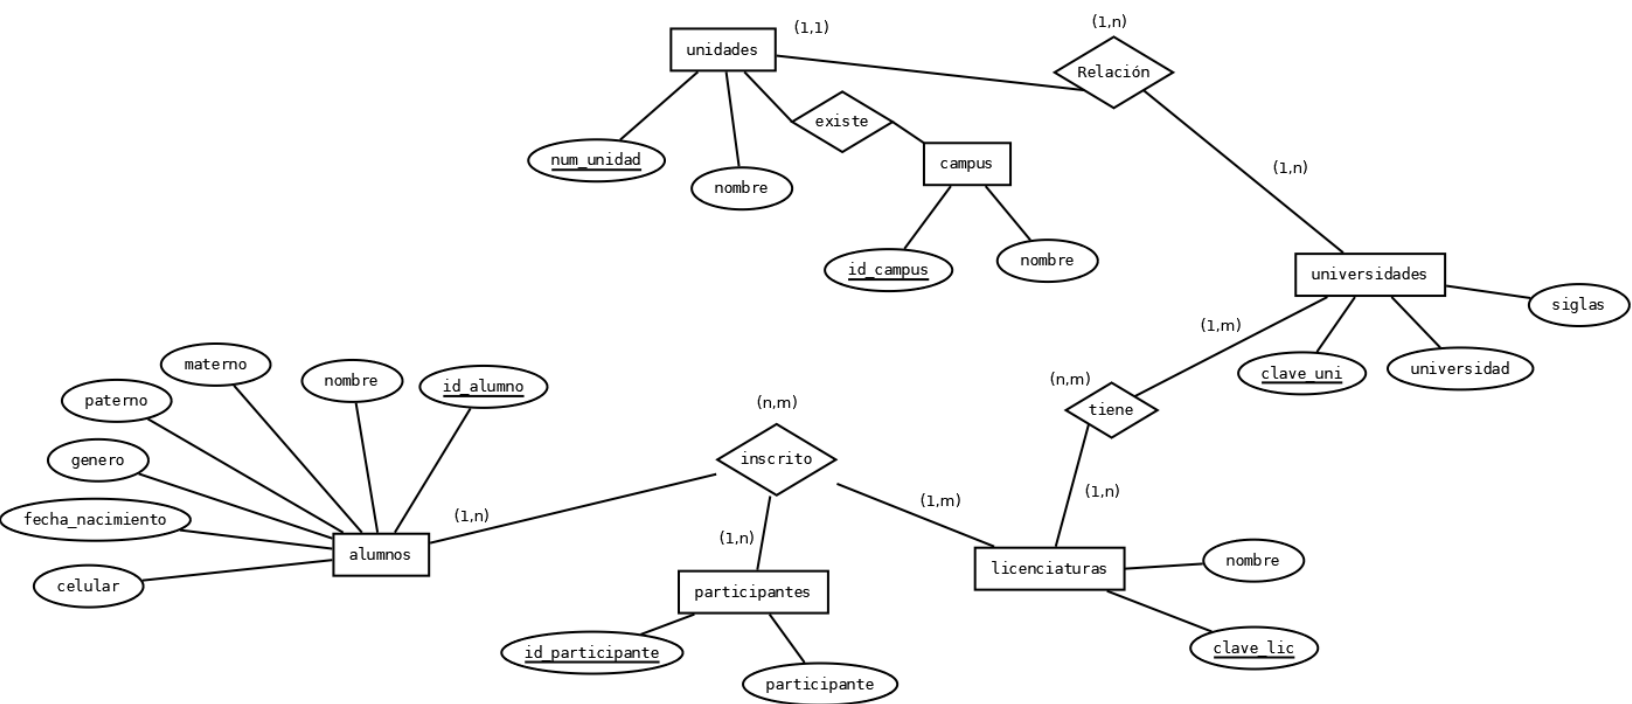 (1,n)
(1,1)
unidades
Relación
existe
num_unidad
campus
(1,n)
nombre
nombre
id_campus
universidades
siglas
(1,m)
materno
universidad
clave_uni
nombre
(n,m)
id_alumno
paterno
(n,m)
tiene
genero
inscrito
(1,n)
(1,m)
(1,n)
fecha_nacimiento
(1,n)
alumnos
nombre
licenciaturas
celular
participantes
clave_lic
id_participante
participante